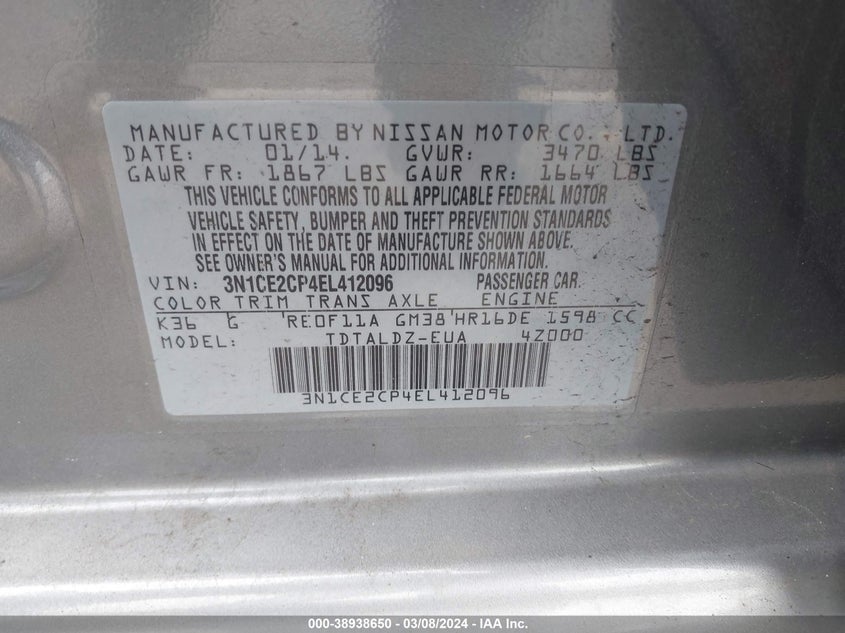 MANUFACTURED BY NISSAN MOTOR CO., LTD.
DATE: 01/14. GVWR: 3470 LBS
GAWR FR: 1867 LBS GAWR RR: 1664 LBS
THIS VEHICLE CONFORMS TO ALL APPLICABLE FEDERAL MOTOR
VEHICLE SAFETY, BUMPER AND THEFT PREVENTION STANDARDS
IN EFFECT ON THE DATE OF MANUFACTURE SHOWN ABOVE.
SEE OWNER'S MANUAL FOR ADDITIONAL INFORMATION.
VIN: 3N1CE2CP4EL412096 PASSENGER CAR.
COLOR TRIM TRANS AXLE ENGINE
K36 G RE0F11A GM38 HR16DE 1598 CC
MODEL: TDTALDZ-EUA 4Z000
3N1CE2CP4EL412096
000-38938650 - 03/08/2024 - IAA Inc.